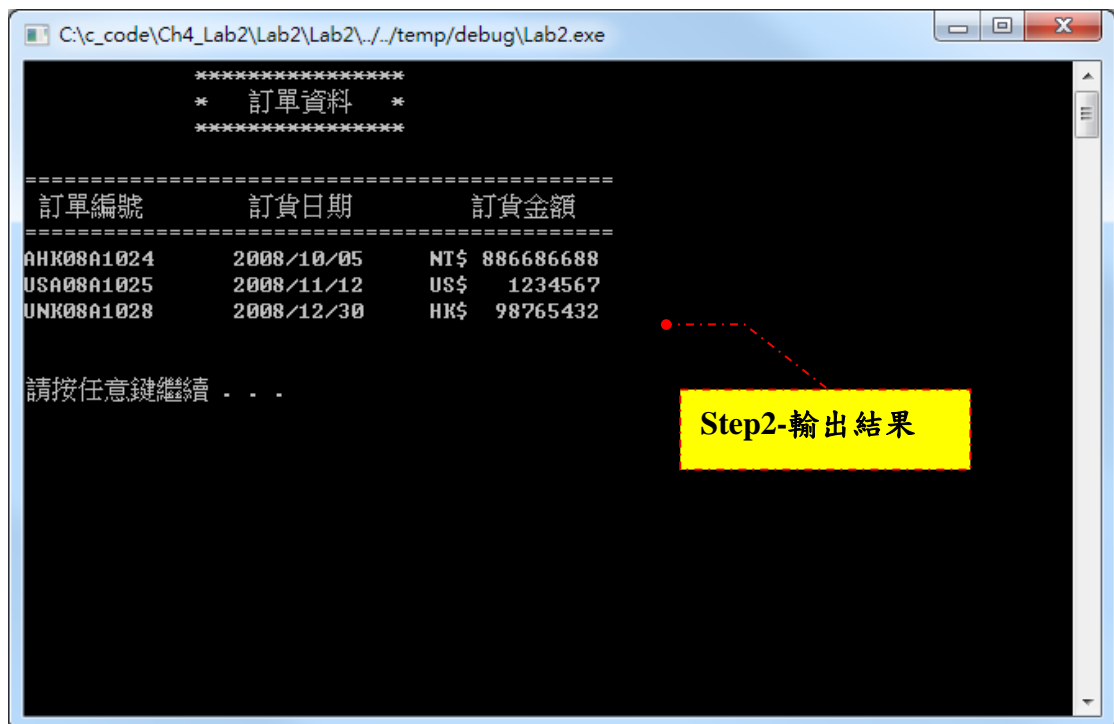 C:\c_code\Ch4_Lab2\Lab2\Lab2\../../temp/debug\Lab2.exe
****************
* 訂單資料 *
****************
=============================================
訂單編號 訂貨日期 訂貨金額
=============================================
AHK08A1024 2008/10/05 NT$ 886686688
USA08A1025 2008/11/12 US$ 1234567
UNK08A1028 2008/12/30 HK$ 98765432
請按任意鍵繼續 . . .
Step2-輸出結果